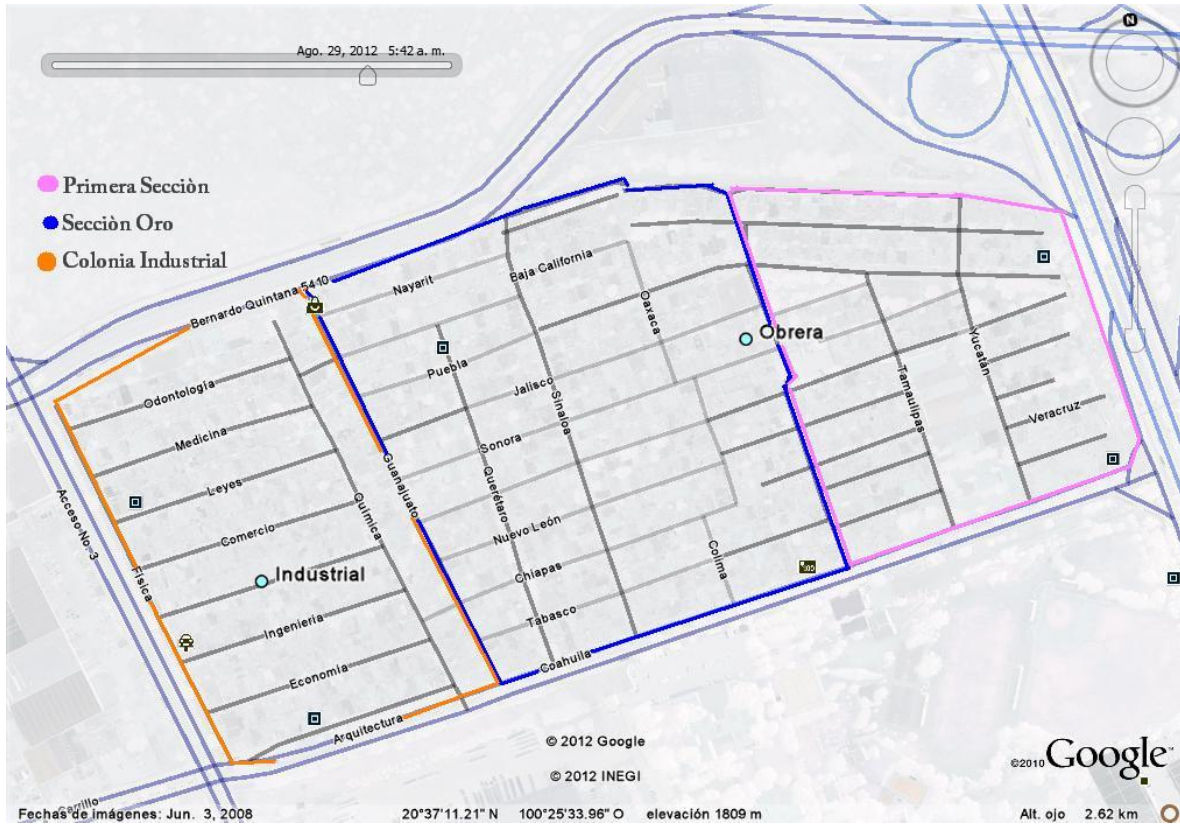 Ago. 29, 2012 5:42 a. m.
N
Primera Secciòn
Secciòn Oro
Colonia Industrial
Bernardo Quintana 5410
Nayarit
Baja California
Oaxaca
Obrera
Odontología
Puebla
Jalisco
Sinaloa
Tamaulipas
Yucatán
Veracruz
Medicina
Sonora
Leyes
Guanajuato
Querétaro
Química
Acceso No. 3
Comercio
Nuevo León
Colima
Física
Industrial
Chiapas
Ingenieria
Tabasco
Economia
Coahuila
Arquitectura
© 2012 Google
© 2012 INEGI
©2010 Google
Carrillo
Fechas de imágenes: Jun. 3, 2008 20°37'11.21" N 100°25'33.96" O elevación 1809 m Alt. ojo 2.62 km